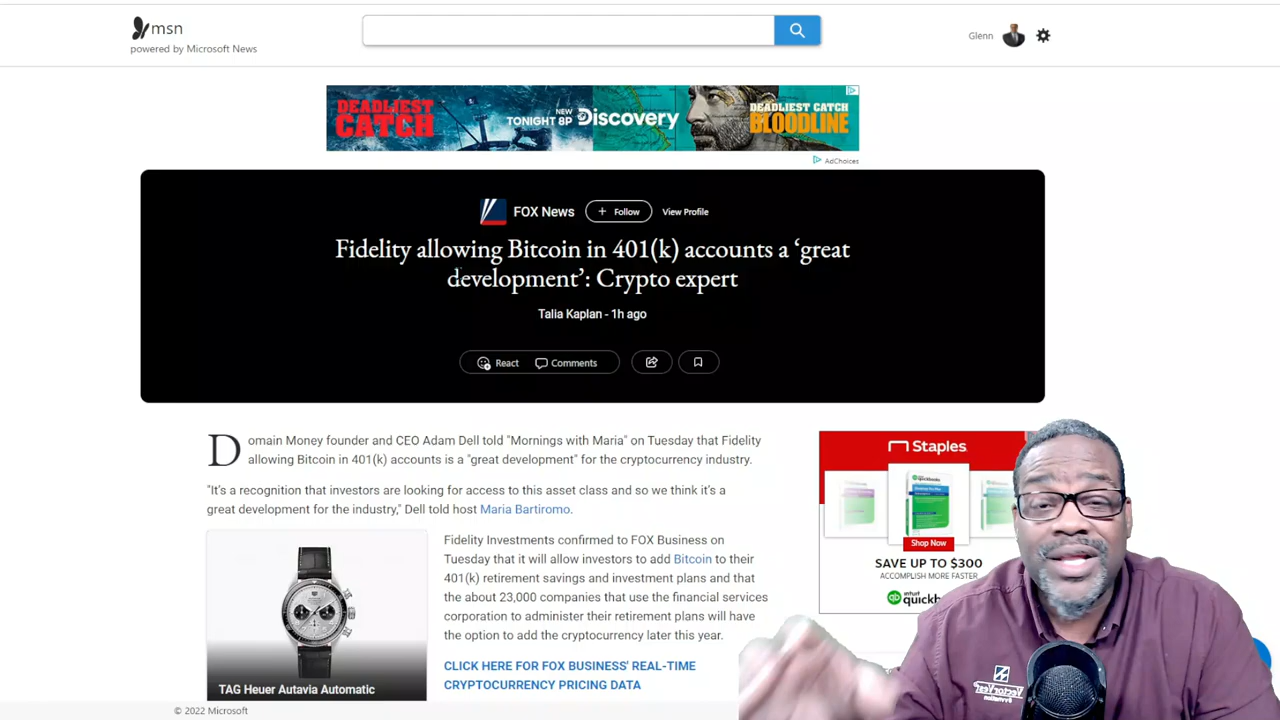 msn
powered by Microsoft News
Glenn
DEADLIEST CATCH
NEW TONIGHT 8P
Discovery
DEADLIEST CATCH BLOODLINE
AdChoices
FOX News
+ Follow
View Profile
Fidelity allowing Bitcoin in 401(k) accounts a ‘great
development’: Crypto expert
Talia Kaplan - 1h ago
React
Comments
Domain Money founder and CEO Adam Dell told "Mornings with Maria" on Tuesday that Fidelity
allowing Bitcoin in 401(k) accounts is a "great development" for the cryptocurrency industry.
"It's a recognition that investors are looking for access to this asset class and so we think it's a
great development for the industry," Dell told host Maria Bartiromo.
Fidelity Investments confirmed to FOX Business on
Tuesday that it will allow investors to add Bitcoin to their
401(k) retirement savings and investment plans and that
the about 23,000 companies that use the financial services
corporation to administer their retirement plans will have
the option to add the cryptocurrency later this year.
CLICK HERE FOR FOX BUSINESS' REAL-TIME
CRYPTOCURRENCY PRICING DATA
TAG Heuer Autavia Automatic
Staples
Shop Now
SAVE UP TO $300
ACCOMPLISH MORE FASTER
qb intuit
VectorVest
© 2022 Microsoft